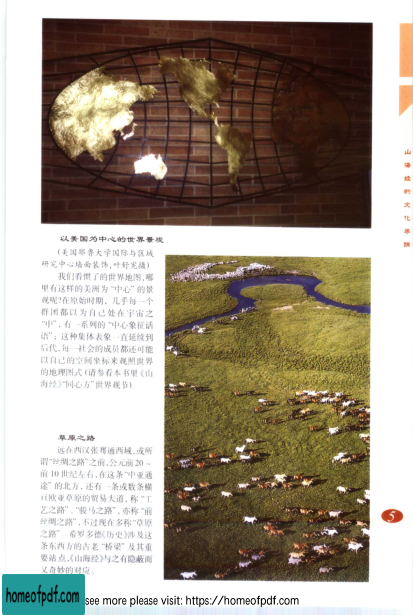 以美国为中心的世界景观
(美国耶鲁大学国际与区域
研究中心墙面装饰,叶舒宪摄)
我们看惯了的世界地图,哪
里有这样的美洲为“中心”的景
观呢?在原始时期,几乎每一个
群团都以为自己处在宇宙之
“中”,有一系列的“中心象征话
语”;这种集体表象一直延续到
后代,每一社会的成员都还可能
以自己的空间坐标来观照世界
的地理图式(请参看本书里《山
海经》“同心方”世界观节)
山海经的文化寻踪
草原之路
远在西汉张骞通西域,或所
谓“丝绸之路”之前,公元前20~
前10世纪左右,在这条“中亚通
途”的北方,还有一条或数条横
亘欧亚草原的贸易大道,称“工
艺之路”、“骏马之路”,亦称“前
丝绸之路”,不过现在多称“草原
之路”。希罗多德《历史》涉及这
条东西方的古老“桥梁”及其重
要站点,《山海经》与之有隐蔽而
又奇妙的对应。
5
homeofpdf.com
see more please visit: https://homeofpdf.com